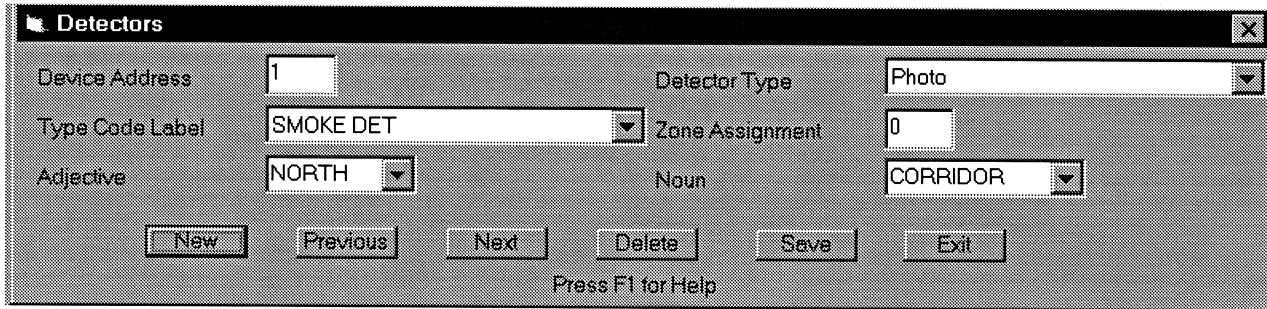 Detectors
Device Address 1 Detector Type Photo
Type Code Label SMOKE DET Zone Assignment 0
Adjective NORTH Noun CORRIDOR
New Previous Next Delete Save Exit
Press F1 for Help